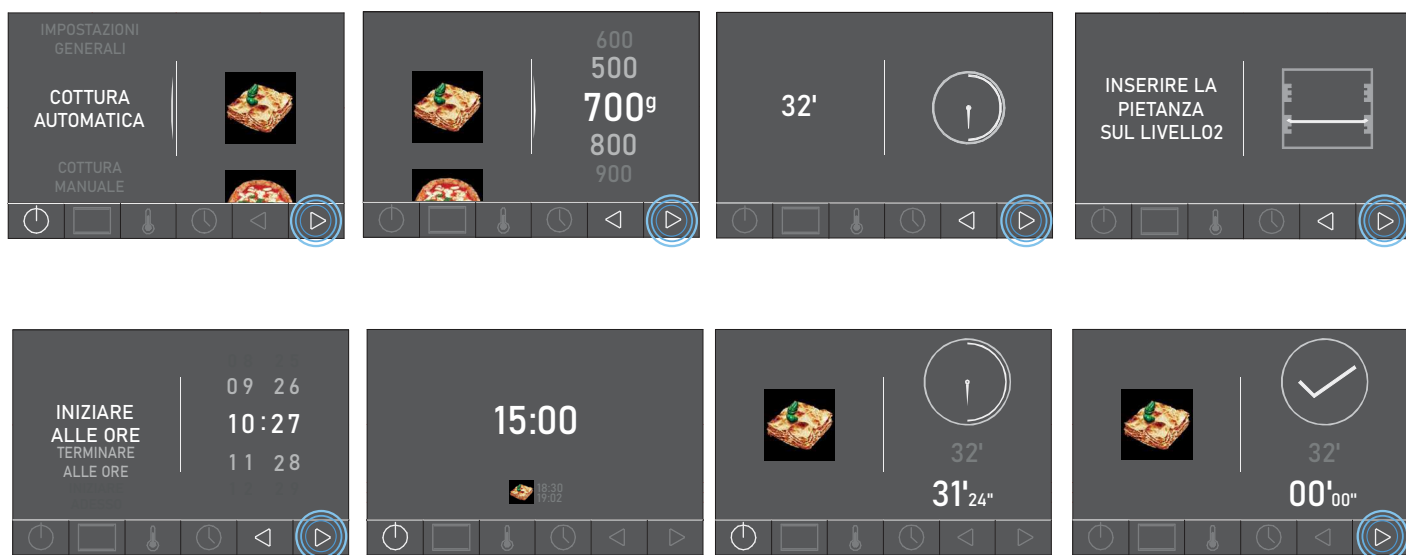 IMPOSTAZIONI
GENERALI
COTTURA
AUTOMATICA
COTTURA
MANUALE
600
500
700g
800
900
32'
INSERIRE LA
PIETANZA
SUL LIVELLO2
INIZIARE
ALLE ORE
TERMINARE
ALLE ORE
09 26
10:27
11 28
15:00
18:30
19:02
32'
31'24"
32'
00'00"